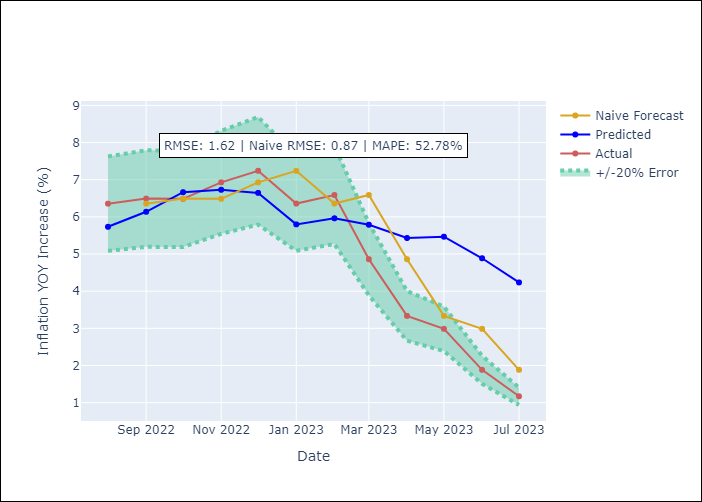 9
8
7
6
5
4
3
2
1
Inflation YOY Increase (%)
RMSE: 1.62 | Naive RMSE: 0.87 | MAPE: 52.78%
Naive Forecast
Predicted
Actual
+/-20% Error
Sep 2022
Nov 2022
Jan 2023
Mar 2023
May 2023
Jul 2023
Date